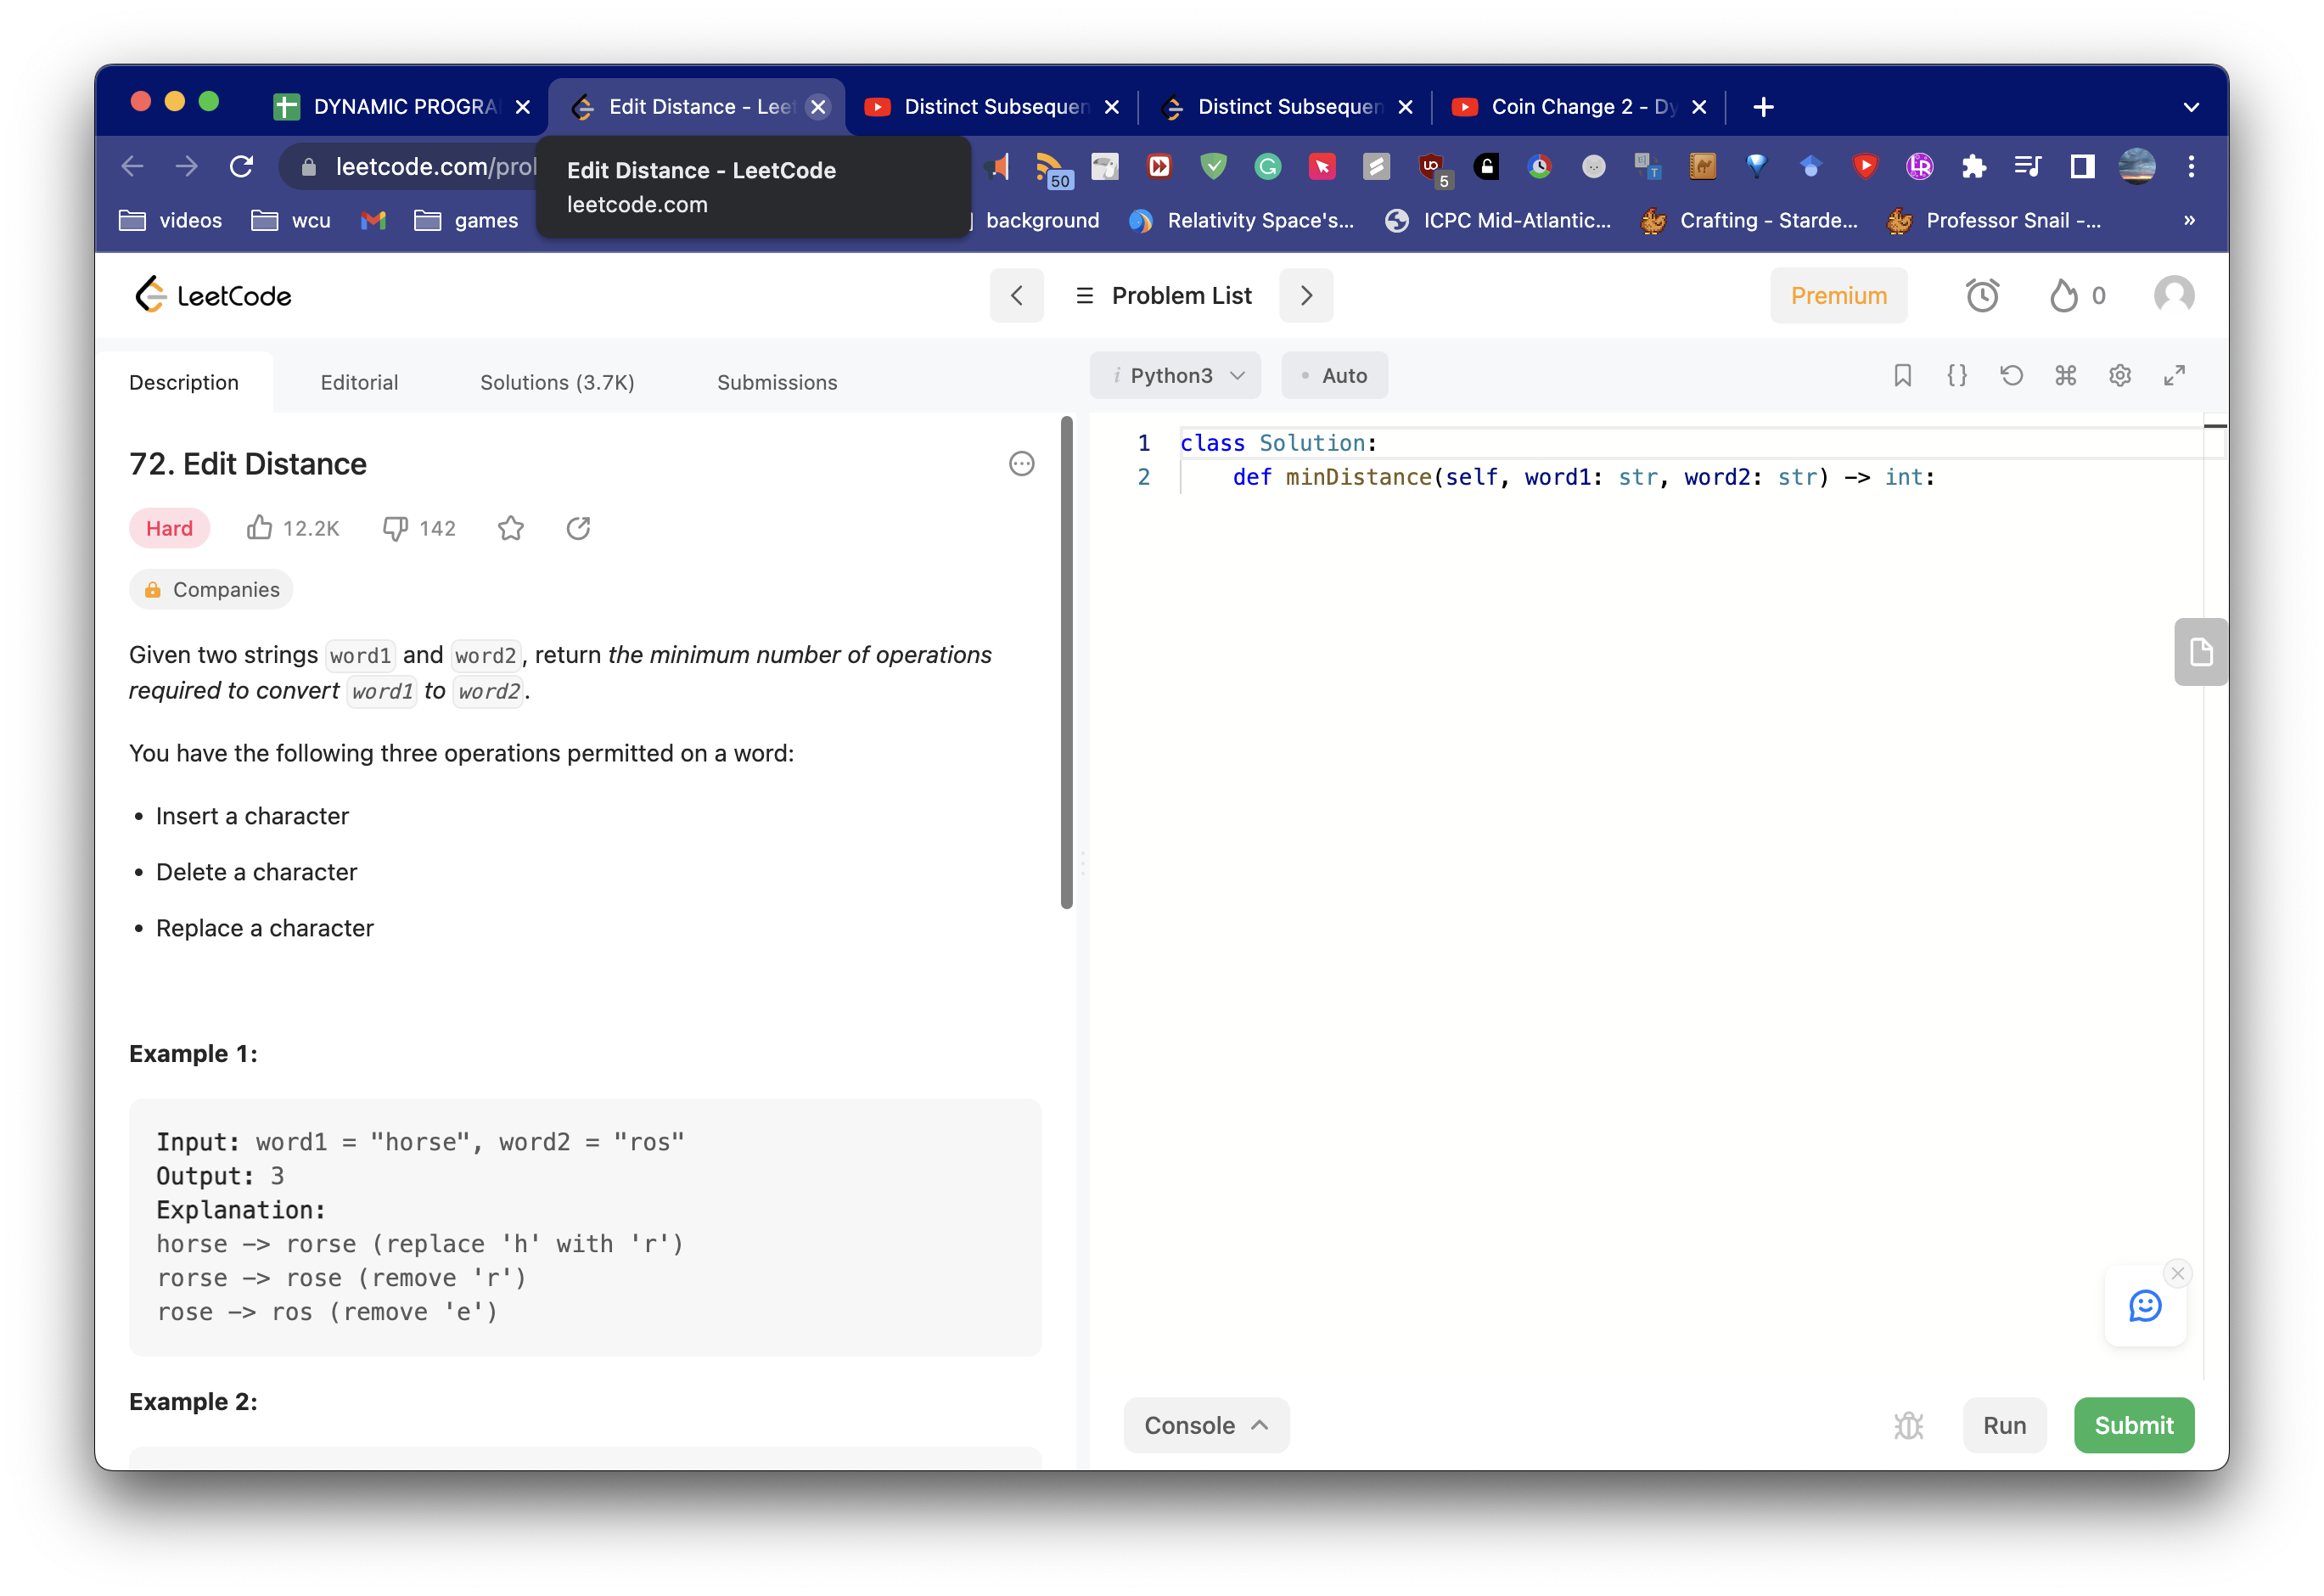 DYNAMIC PROGRA
Edit Distance - Leet
Distinct Subsequen
Distinct Subsequen
Coin Change 2 - Dy
leetcode.com/prol
Edit Distance - LeetCode
leetcode.com
50
5
videos
wcu
games
background
Relativity Space's...
ICPC Mid-Atlantic...
Crafting - Starde...
Professor Snail -...
»
LeetCode
Problem List
Premium
0
Description
Editorial
Solutions (3.7K)
Submissions
Python3
Auto
72. Edit Distance
Hard
12.2K
142
Companies
Given two strings word1 and word2, return the minimum number of operations
required to convert word1 to word2.
You have the following three operations permitted on a word:
• Insert a character
• Delete a character
• Replace a character
Example 1:
Input: word1 = "horse", word2 = "ros"
Output: 3
Explanation:
horse -> rorse (replace 'h' with 'r')
rorse -> rose (remove 'r')
rose -> ros (remove 'e')
Example 2:
1 class Solution:
2 def minDistance(self, word1: str, word2: str) -> int:
Console
Run
Submit